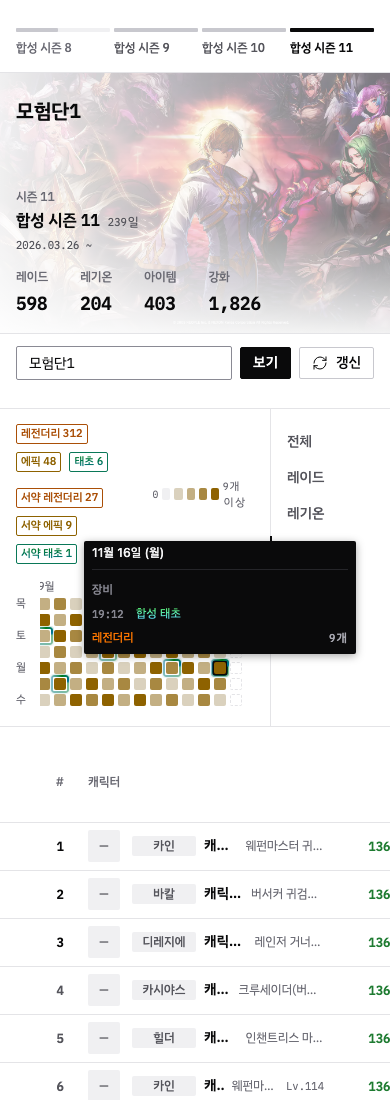 합성 시즌 8
합성 시즌 9
합성 시즌 10
합성 시즌 11
모험단1
시즌 11
합성 시즌 11 239일
2026.03.26 ~
레이드 레기온 아이템 강화
598 204 403 1,826
모험단1
보기
갱신
레전더리 312
에픽 48 태초 6
서약 레전더리 27
서약 에픽 9
서약 태초 1
0
9개 이상
전체
레이드
레기온
11월 16일 (월)
장비
19:12 합성 태초
레전더리 9개
9월
목
토
월
수
# 캐릭터
1 — 카인 캐... 웨펀마스터 귀... 136
2 — 바칼 캐릭... 버서커 귀검... 136
3 — 디레지에 캐릭... 레인저 거너... 136
4 — 카시야스 캐... 크루세이더(버... 136
5 — 힐더 캐... 인챈트리스 마... 136
6 — 카인 캐... 웨펀마... Lv.114 136